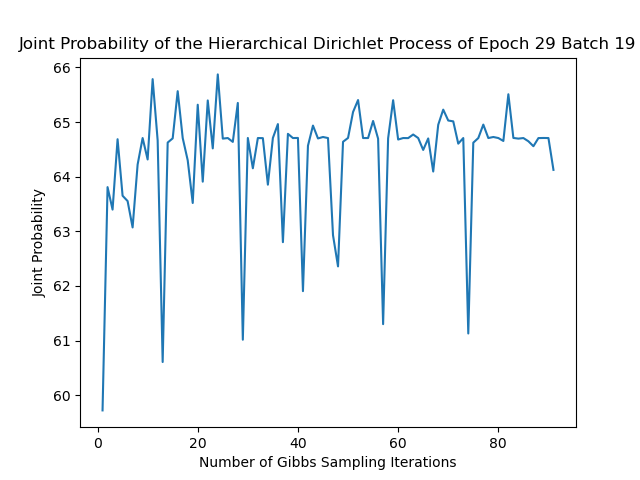 Joint Probability of the Hierarchical Dirichlet Process of Epoch 29 Batch 19
66
65
64
63
62
61
60
Joint Probability
0 20 40 60 80
Number of Gibbs Sampling Iterations